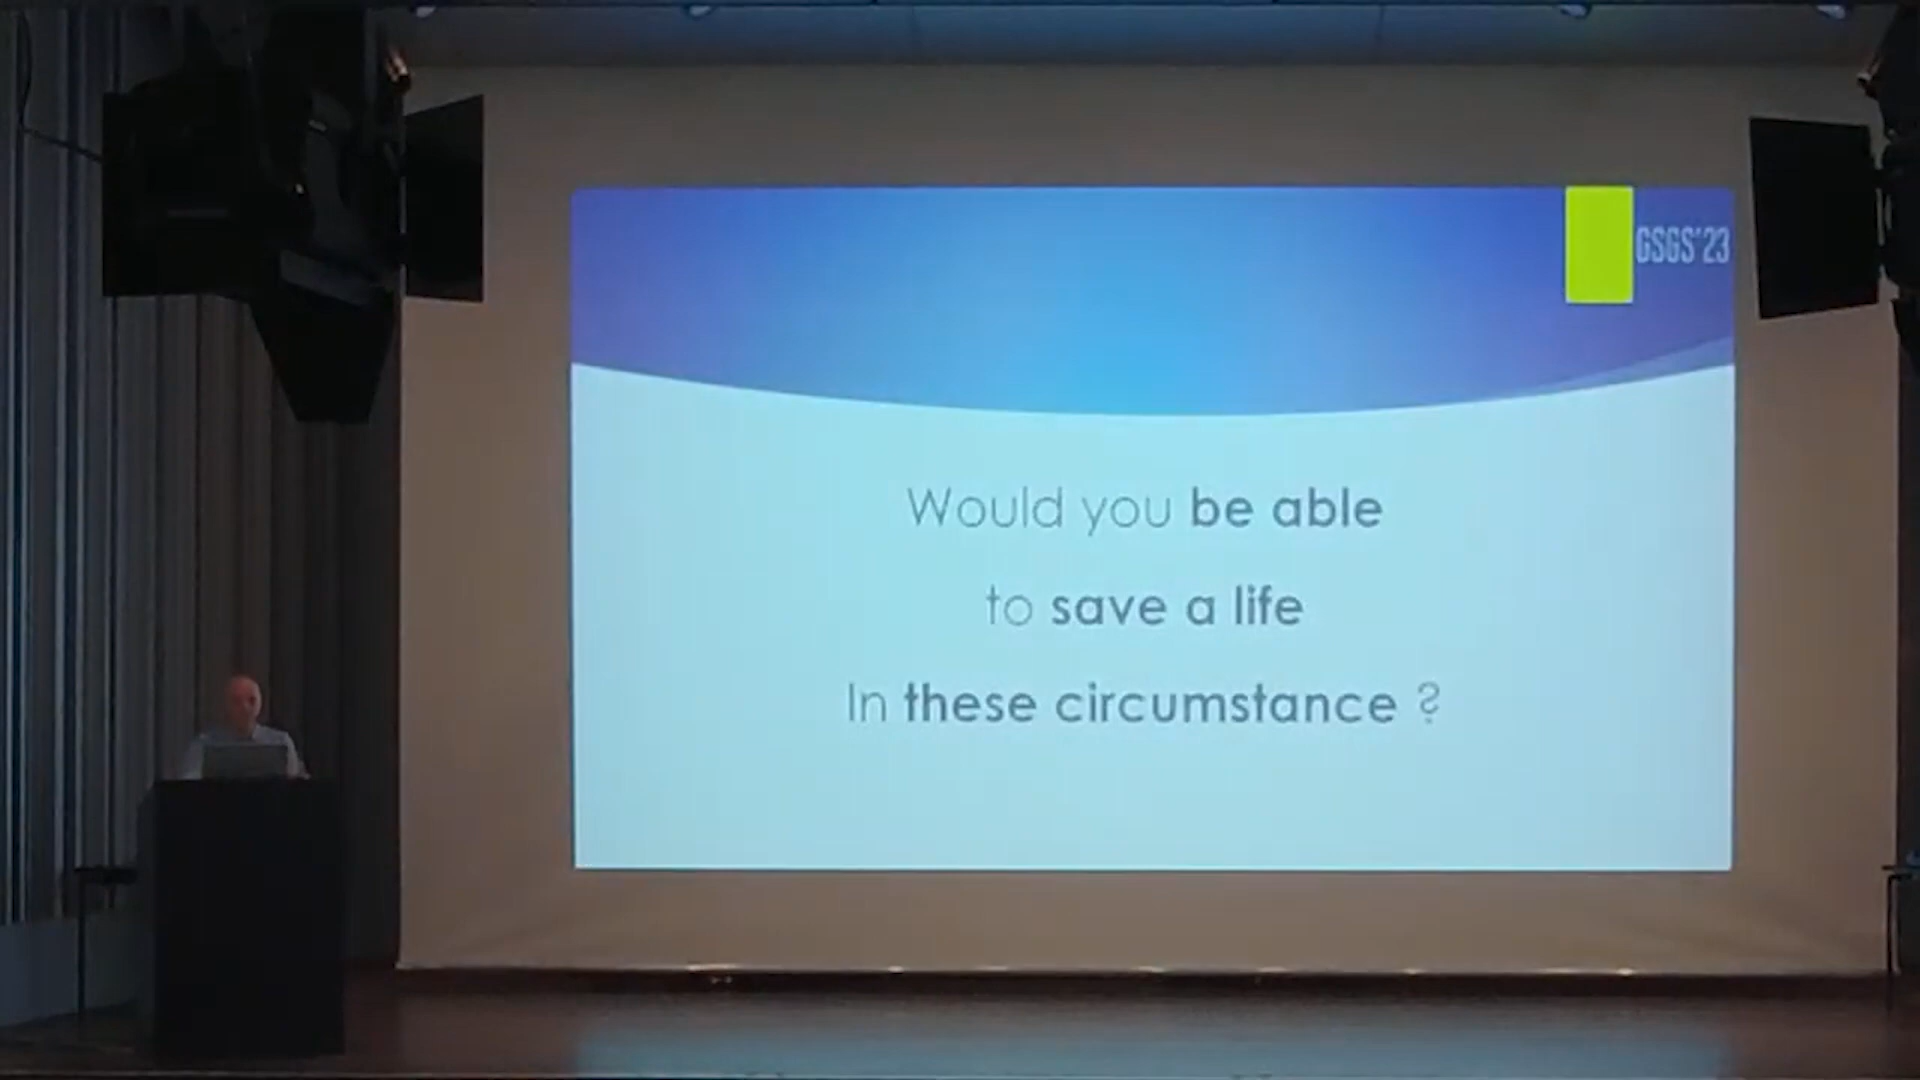 GSGS'23
Would you be able
to save a life
In these circumstance ?